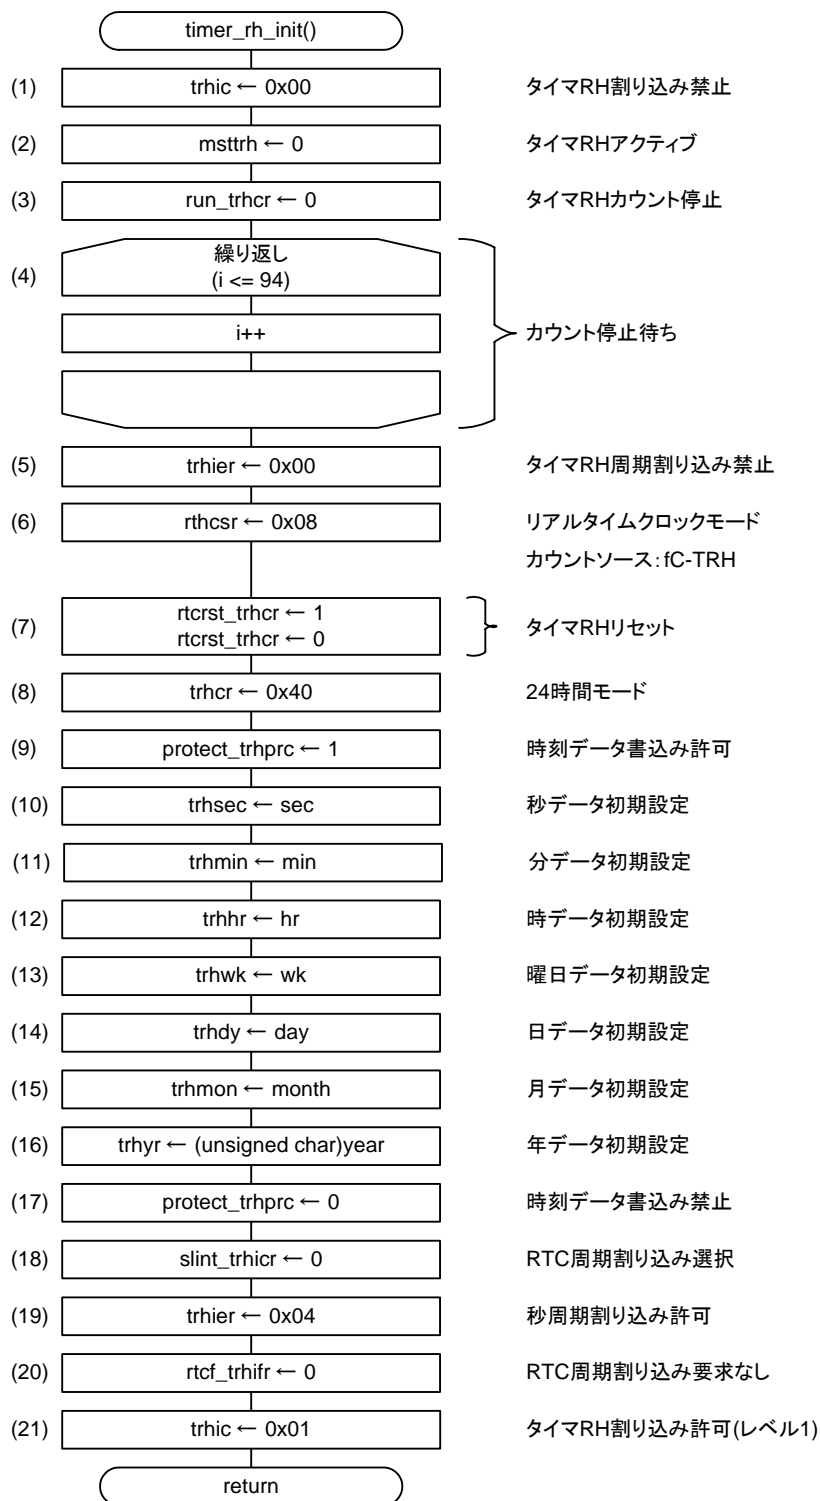 timer_rh_init()
(1) trhic ← 0x00 タイマRH割り込み禁止
(2) msttrh ← 0 タイマRHアクティブ
(3) run_trhcr ← 0 タイマRHカウント停止
(4) 繰り返し
(i <= 94)
i++ カウント停止待ち
(5) trhier ← 0x00 タイマRH周期割り込み禁止
(6) rthcsr ← 0x08 リアルタイムクロックモード
カウントソース：fC-TRH
(7) rtcrst_trhcr ← 1
rtcrst_trhcr ← 0 タイマRHリセット
(8) trhcr ← 0x40 24時間モード
(9) protect_trhprc ← 1 時刻データ書込み許可
(10) trhsec ← sec 秒データ初期設定
(11) trhmin ← min 分データ初期設定
(12) trhhr ← hr 時データ初期設定
(13) trhwk ← wk 曜日データ初期設定
(14) trhdy ← day 日データ初期設定
(15) trhmon ← month 月データ初期設定
(16) trhyr ← (unsigned char)year 年データ初期設定
(17) protect_trhprc ← 0 時刻データ書込み禁止
(18) slint_trhicr ← 0 RTC周期割り込み選択
(19) trhier ← 0x04 秒周期割り込み許可
(20) rtcf_trhifr ← 0 RTC周期割り込み要求なし
(21) trhic ← 0x01 タイマRH割り込み許可(レベル1)
return